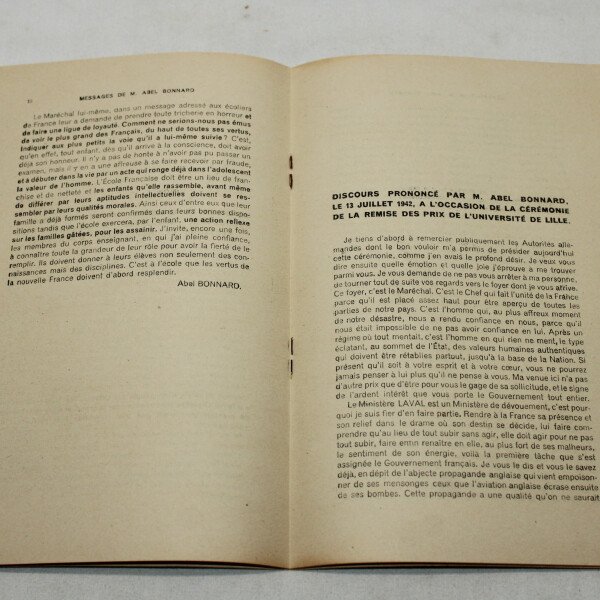 12 MESSAGES DE M. ABEL BONNARD
Le Maréchal lui-même, dans un message adressé aux écoliers
de France leur a demandé de prendre toute tricherie en horreur et
de faire une ligue de loyauté. Comment ne serions-nous pas émus
de voir le plus grand des Français, du haut de toutes ses vertus,
indiquer aux plus petits la voie qu'il a lui-même suivie? C'est,
qu'en effet, tout enfant, dès qu'il arrive à la conscience, doit avoir
déjà son honneur. Il n'y a pas de honte à n'avoir pas pu passer un
examen, mais il y en a une affreuse à se faire recevoir par fraude,
et à débuter dans la vie par un acte qui ronge déjà dans l'adolescent
la valeur de l'homme. L'École Française doit être un lieu de fran-
chise et de netteté et les enfants qu'elle rassemble, avant même
de différer par leurs aptitudes intellectuelles doivent se res-
sembler par leurs qualités morales. Ainsi ceux d'entre eux que leur
famille a déjà formés seront confirmés dans leurs bonnes dispo-
sitions tandis que l'école exercera, par l'enfant, une action reflexe
sur les familles gâtées, pour les assainir. J'invite, encore une fois,
les membres du corps enseignant, en qui j'ai pleine confiance,
à connaître toute la grandeur de leur rôle pour avoir la fierté de le
remplir. Ils doivent donner à leurs élèves non seulement des con-
naissances mais des disciplines. C'est à l'école que les vertus de
la nouvelle France doivent d'abord resplendir.
Abel BONNARD.
DISCOURS PRONONCÉ PAR M. ABEL BONNARD,
LE 13 JUILLET 1942, A L'OCCASION DE LA CÉRÉMONIE
DE LA REMISE DES PRIX DE L'UNIVERSITÉ DE LILLE.
Je tiens d'abord à remercier publiquement les Autorités alle-
mandes dont le bon vouloir m'a permis de présider aujourd'hui
cette cérémonie, comme j'en avais le profond désir. Je veux vous
dire ensuite quelle émotion et quelle joie j'éprouve à me trouver
parmi vous. Je vous demande de ne pas vous arrêter à ma personne,
de tourner tout de suite vos regards vers le foyer dont je vous arrive.
Ce foyer, c'est le Maréchal. C'est le Chef qui fait l'unité de la France
parce qu'il est placé assez haut pour être aperçu de toutes les
parties de notre pays. C'est l'homme qui, au plus affreux moment
de notre désastre, nous a rendu confiance en nous, parce qu'il
nous était impossible de ne pas avoir confiance en lui. Après un
régime où tout mentait, c'est l'homme en qui rien ne ment, le type
éclatant, au sommet de l'État, des valeurs humaines authentiques
qui doivent être rétablies partout, jusqu'à la base de la Nation. Si
présent qu'il soit à votre esprit et à votre cœur, vous ne pourrez
jamais penser à lui plus qu'il ne pense à vous. Ma venue ici n'a pas
d'autre prix que d'être pour vous le gage de sa sollicitude, et le signe
de l'ardent intérêt que vous porte le Gouvernement tout entier.
Le Ministère LAVAL est un Ministère de dévouement, c'est pour-
quoi je suis fier d'en faire partie. Rendre à la France sa présence et
son relief dans le drame où son destin se décide, lui faire com-
prendre qu'au lieu de tout subir sans agir, elle doit agir pour ne pas
tout subir, faire enfin renaître en elle, au plus fort de ses malheurs,
le sentiment de son énergie, voilà la première tâche que s'est
assignée le Gouvernement français. Je vous le dis et vous le savez
déjà, en dépit de l'abjecte propagande anglaise qui vient empoison-
ner de ses mensonges ceux que l'aviation anglaise écrase ensuite
de ses bombes. Cette propagande a une qualité qu'on ne saurait